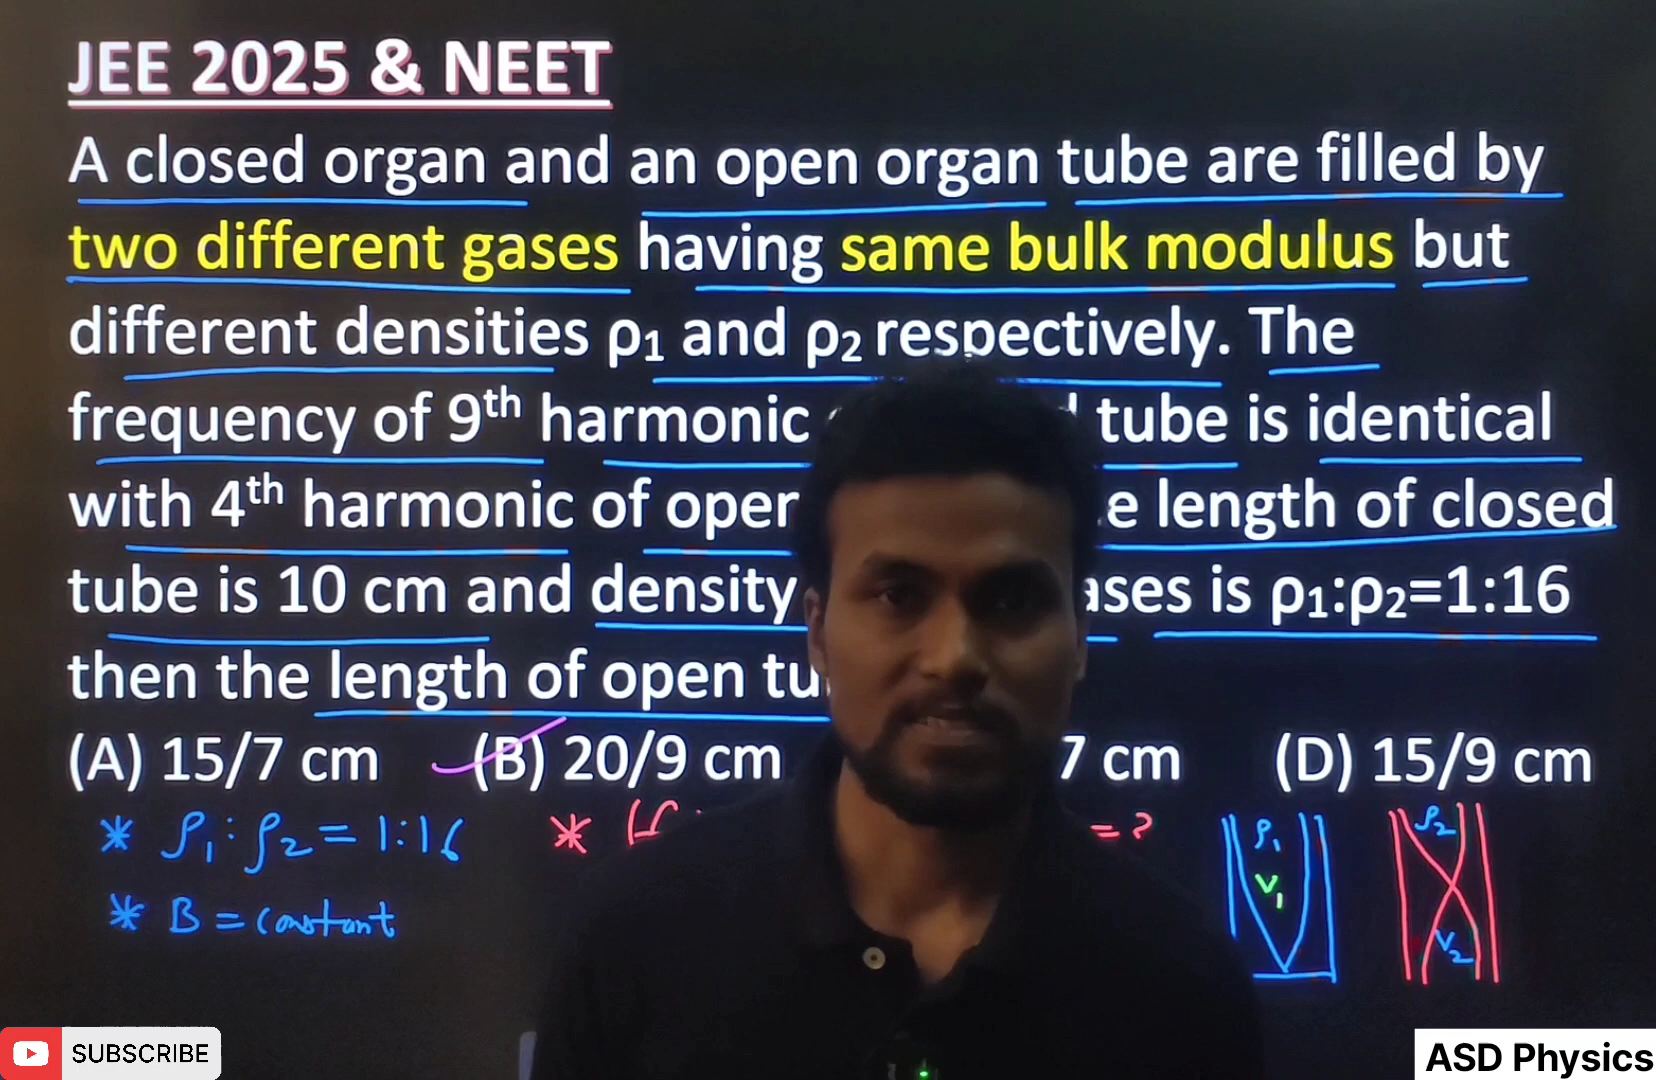 JEE 2025 & NEET
A closed organ and an open organ tube are filled by
two different gases having same bulk modulus but
different densities ρ1 and ρ2 respectively. The
frequency of 9th harmonic tube is identical
with 4th harmonic of length of closed
tube is 10 cm and density is ρ1:ρ2=1:16
then the length of open
(A) 15/7 cm (B) 20/9 cm 7 cm (D) 15/9 cm
* ρ1:ρ2 = 1:16 * = ? ρ1 ρ2
* B = constant V1 V2
SUBSCRIBE
ASD Physics